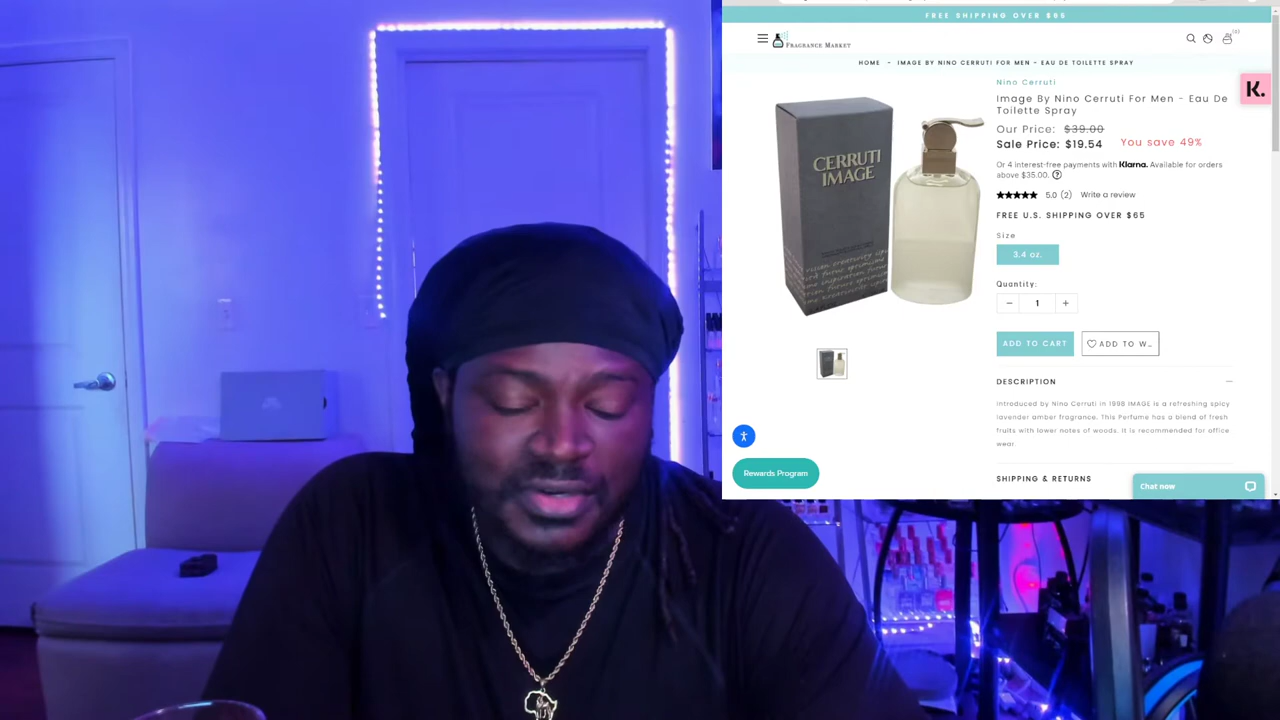 FREE SHIPPING OVER $65
FRAGRANCE MARKET
(0)
HOME - IMAGE BY NINO CERRUTI FOR MEN - EAU DE TOILETTE SPRAY
K.
Nino Cerruti
Image By Nino Cerruti For Men - Eau De
Toilette Spray
Our Price: $39.00
Sale Price: $19.54 You save 49%
Or 4 interest-free payments with Klarna. Available for orders
above $35.00.
5.0 (2) Write a review
FREE U.S. SHIPPING OVER $65
Size
3.4 oz.
Quantity:
− 1 +
ADD TO CART
ADD TO W...
CERRUTI
IMAGE
DESCRIPTION
Introduced by Nino Cerruti in 1998 IMAGE is a refreshing spicy
lavender amber fragrance. This Perfume has a blend of fresh
fruits with lower notes of woods. It is recommended for office
wear.
SHIPPING & RETURNS
Rewards Program
Chat now